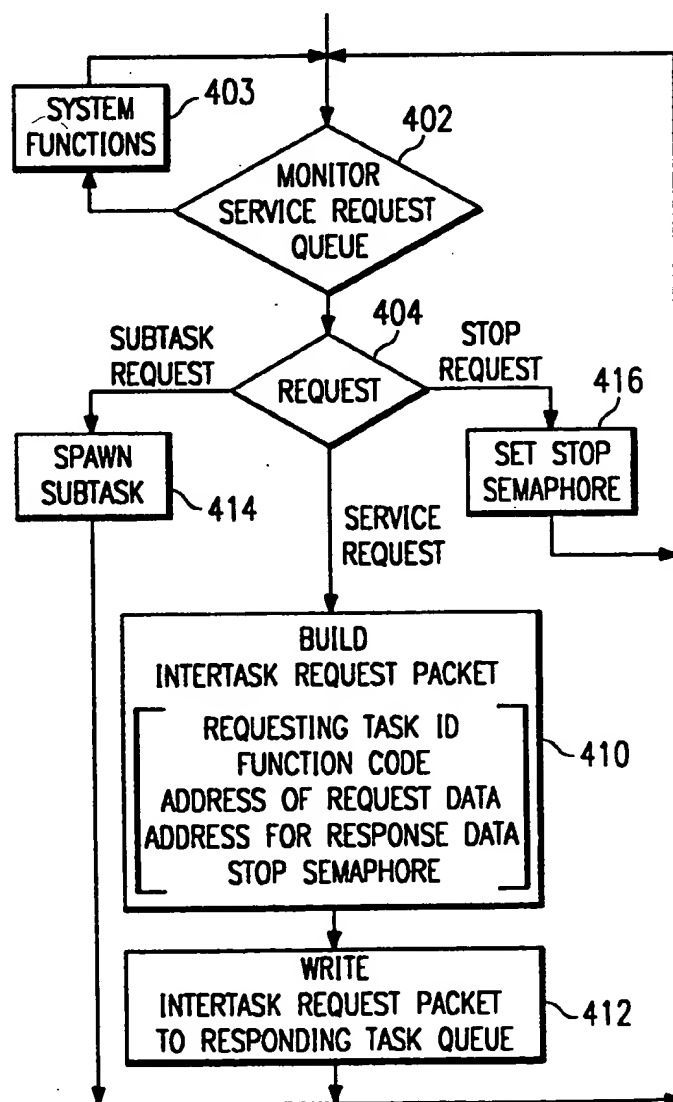 403
SYSTEM
FUNCTIONS
402
MONITOR
SERVICE REQUEST
QUEUE
404
SUBTASK
REQUEST
REQUEST
STOP
REQUEST
416
SPAWN
SUBTASK
414
SET STOP
SEMAPHORE
SERVICE
REQUEST
BUILD
INTERTASK REQUEST PACKET
REQUESTING TASK ID
FUNCTION CODE
ADDRESS OF REQUEST DATA
ADDRESS FOR RESPONSE DATA
STOP SEMAPHORE
410
WRITE
INTERTASK REQUEST PACKET
TO RESPONDING TASK QUEUE
412